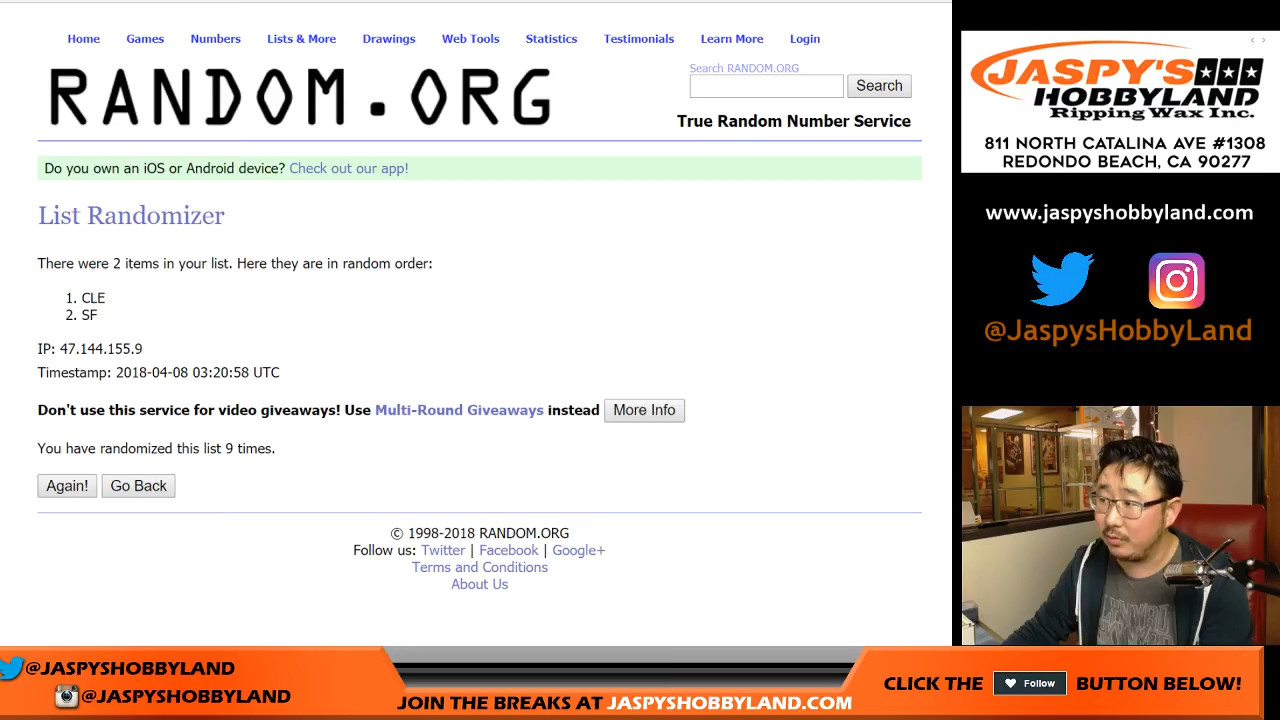 Home Games Numbers Lists & More Drawings Web Tools Statistics Testimonials Learn More Login
RANDOM.ORG
Search RANDOM.ORG
Search
True Random Number Service
Do you own an iOS or Android device? Check out our app!
List Randomizer
There were 2 items in your list. Here they are in random order:
1. CLE
2. SF
IP: 47.144.155.9
Timestamp: 2018-04-08 03:20:58 UTC
Don't use this service for video giveaways! Use Multi-Round Giveaways instead More Info
You have randomized this list 9 times.
Again! Go Back
© 1998-2018 RANDOM.ORG
Follow us: Twitter | Facebook | Google+
Terms and Conditions
About Us
JASPY'S
HOBBYLAND
Ripping Wax Inc.
811 NORTH CATALINA AVE #1308
REDONDO BEACH, CA 90277
www.jaspyshobbyland.com
@JaspysHobbyLand
@JASPYSHOBBYLAND
@JASPYSHOBBYLAND
JOIN THE BREAKS AT JASPYSHOBBYLAND.COM
CLICK THE Follow BUTTON BELOW!